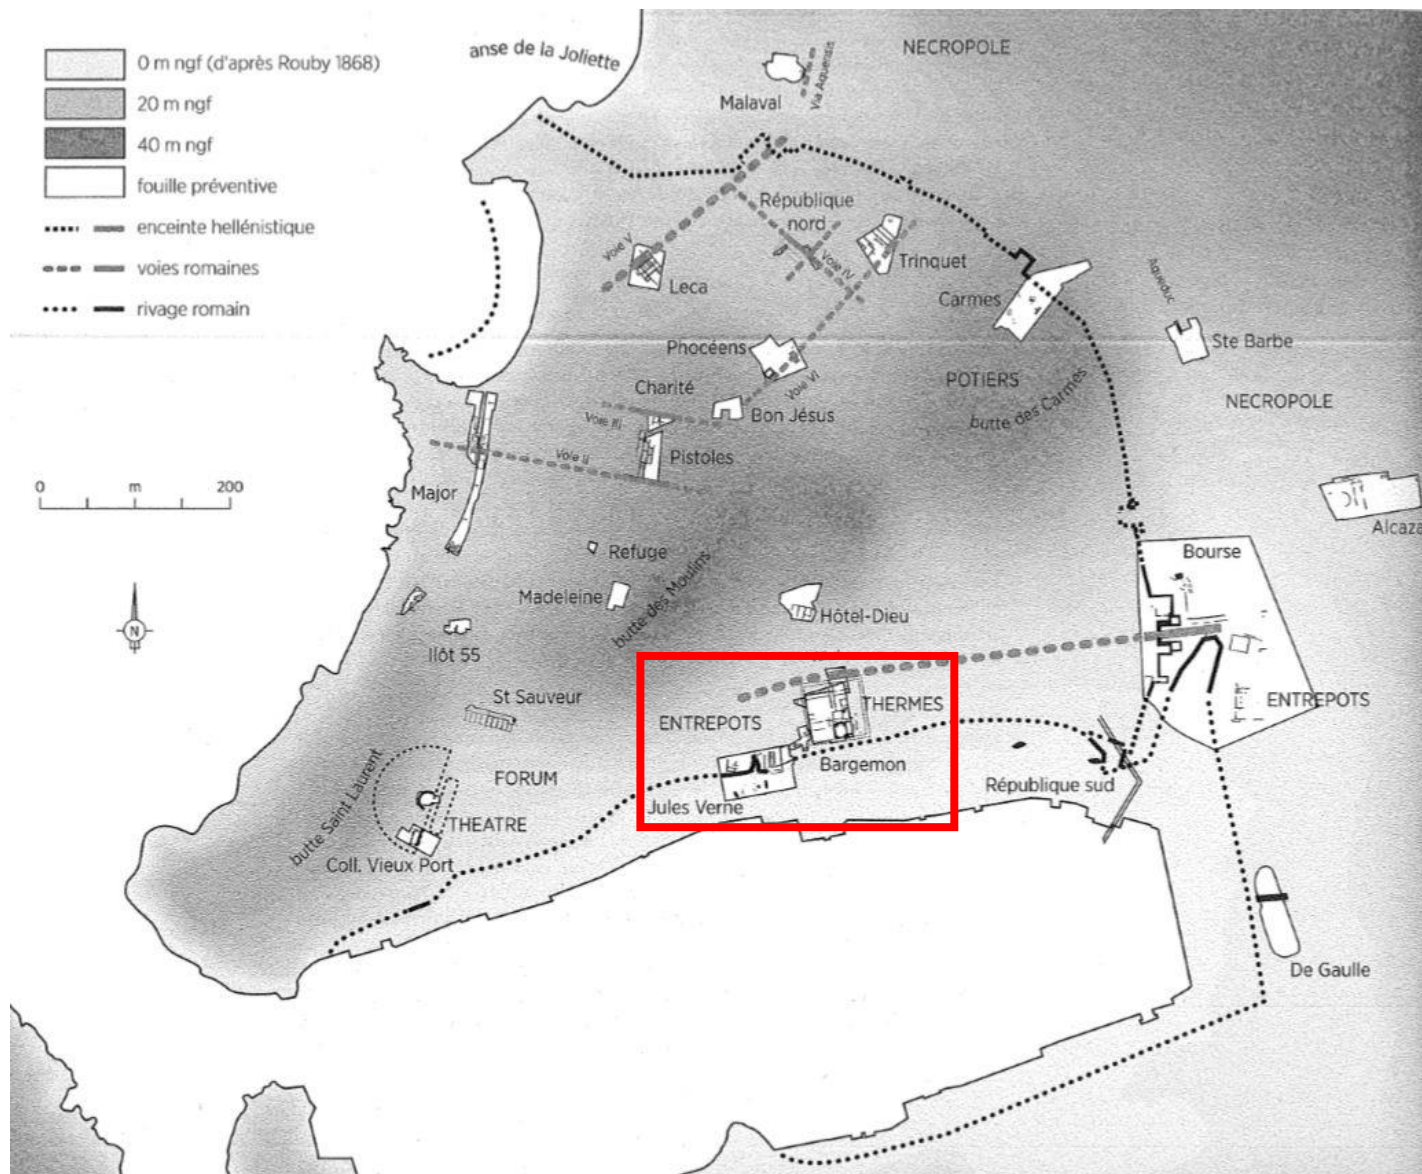 0 m ngf (d'après Rouby 1868)
20 m ngf
40 m ngf
fouille préventive
enceinte hellénistique
voies romaines
rivage romain
anse de la Joliette
NECROPOLE
Malaval
Via Aquensis
République
nord
Voie V
Leca
Voie IV
Trinquet
Carmes
Aqueduc
Ste Barbe
Phocéens
Charité
Voie VI
POTIERS
butte des Carmes
NECROPOLE
Voie III
Bon Jésus
Voie II
Pistoles
0 m 200
Major
Alcaza
Refuge
Bourse
Madeleine
butte des Moulins
Hôtel-Dieu
N
Ilôt 55
St Sauveur
ENTREPOTS
THERMES
ENTREPOTS
FORUM
Bargemon
République sud
Jules Verne
butte Saint Laurent
THEATRE
Coll. Vieux Port
De Gaulle